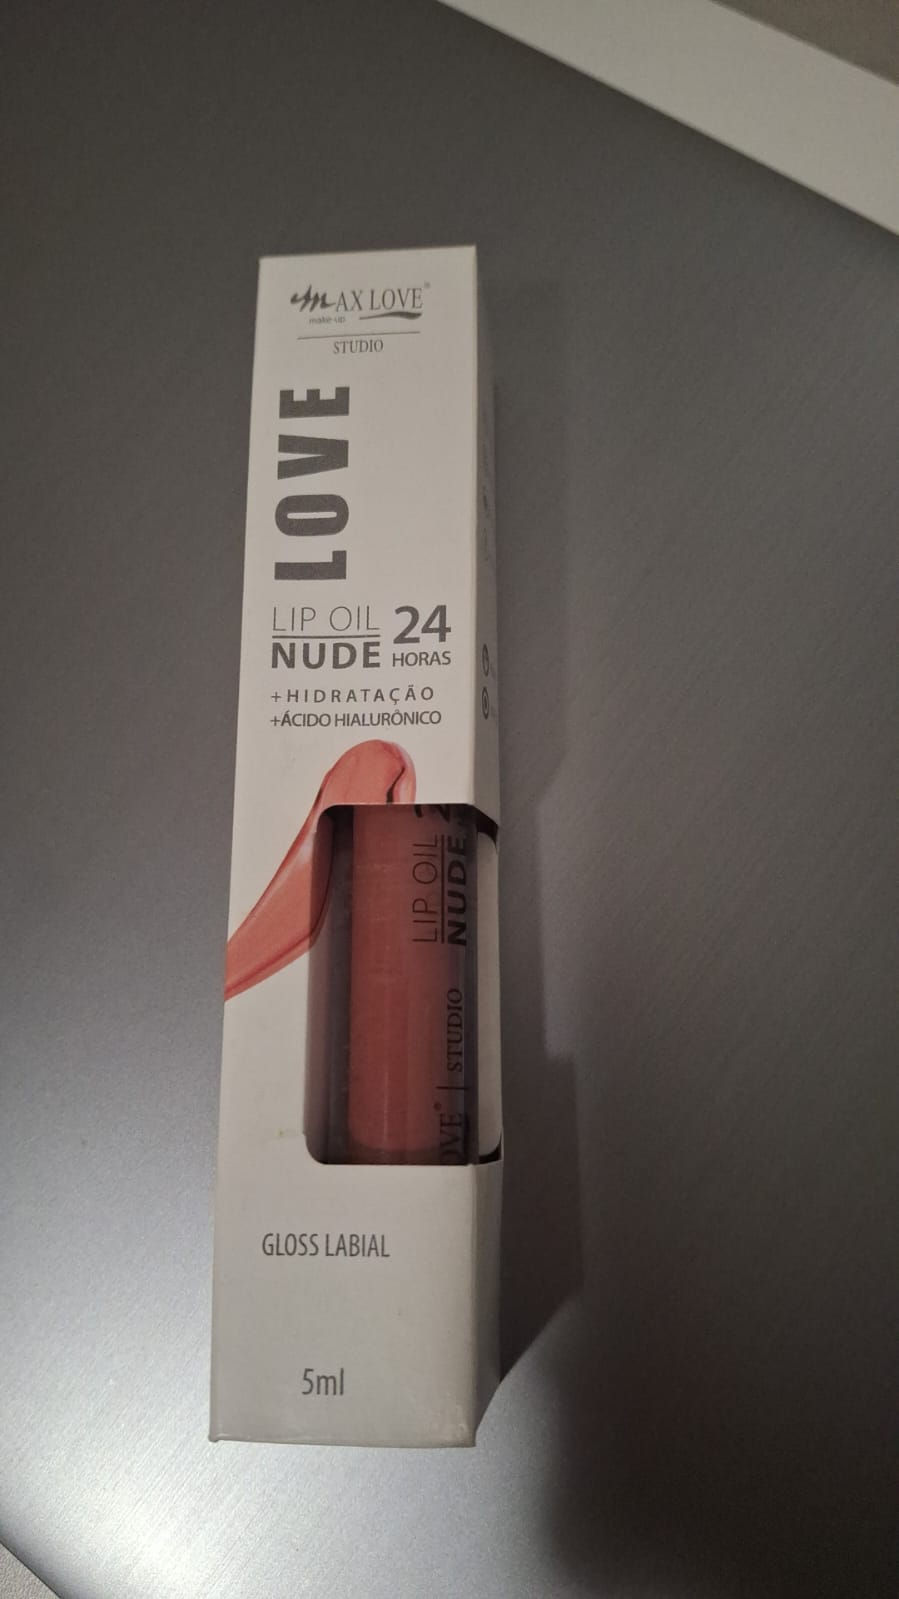 MAX LOVE®
make-up
STUDIO
LOVE
LIP OIL
NUDE
24
HORAS
+HIDRATAÇÃO
+ÁCIDO HIALURÔNICO
LIP OIL
NUDE
OVE® | STUDIO
GLOSS LABIAL
5ml